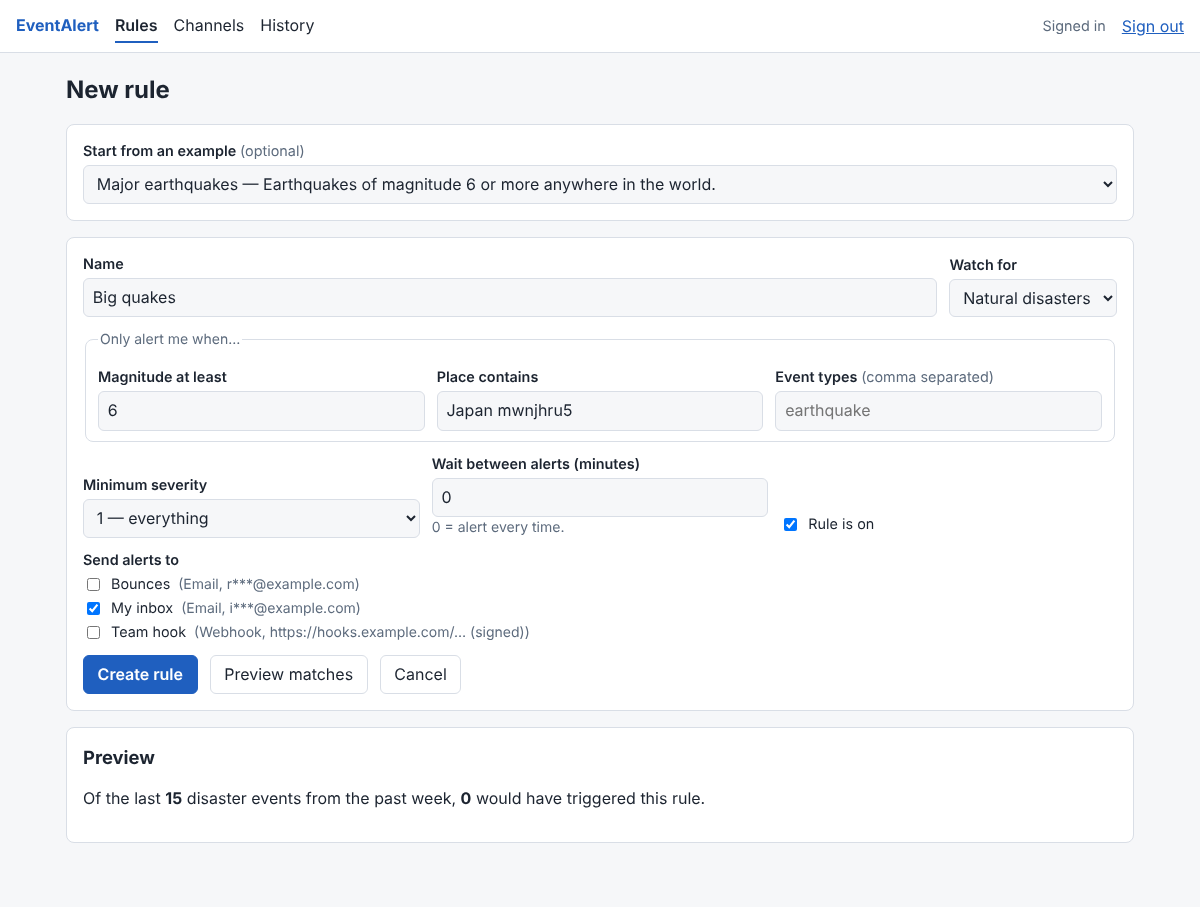 EventAlert Rules Channels History Signed in Sign out
New rule
Start from an example (optional)
Major earthquakes — Earthquakes of magnitude 6 or more anywhere in the world.
Name
Big quakes
Watch for
Natural disasters
Only alert me when...
Magnitude at least
6
Place contains
Japan mwnjhru5
Event types (comma separated)
earthquake
Minimum severity
1 — everything
Wait between alerts (minutes)
0
0 = alert every time.
Rule is on
Send alerts to
Bounces (Email, r***@example.com)
My inbox (Email, i***@example.com)
Team hook (Webhook, https://hooks.example.com/... (signed))
Create rule Preview matches Cancel
Preview
Of the last 15 disaster events from the past week, 0 would have triggered this rule.